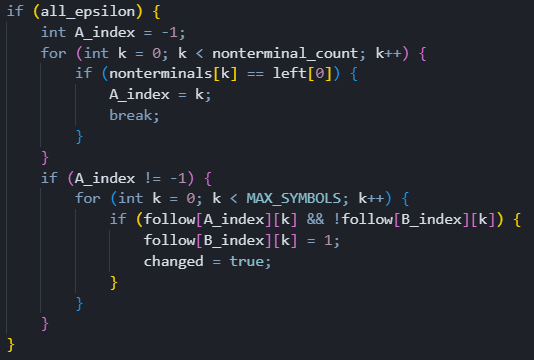 if (all_epsilon) {
    int A_index = -1;
    for (int k = 0; k < nonterminal_count; k++) {
        if (nonterminals[k] == left[0]) {
            A_index = k;
            break;
        }
    }
    if (A_index != -1) {
        for (int k = 0; k < MAX_SYMBOLS; k++) {
            if (follow[A_index][k] && !follow[B_index][k]) {
                follow[B_index][k] = 1;
                changed = true;
            }
        }
    }
}